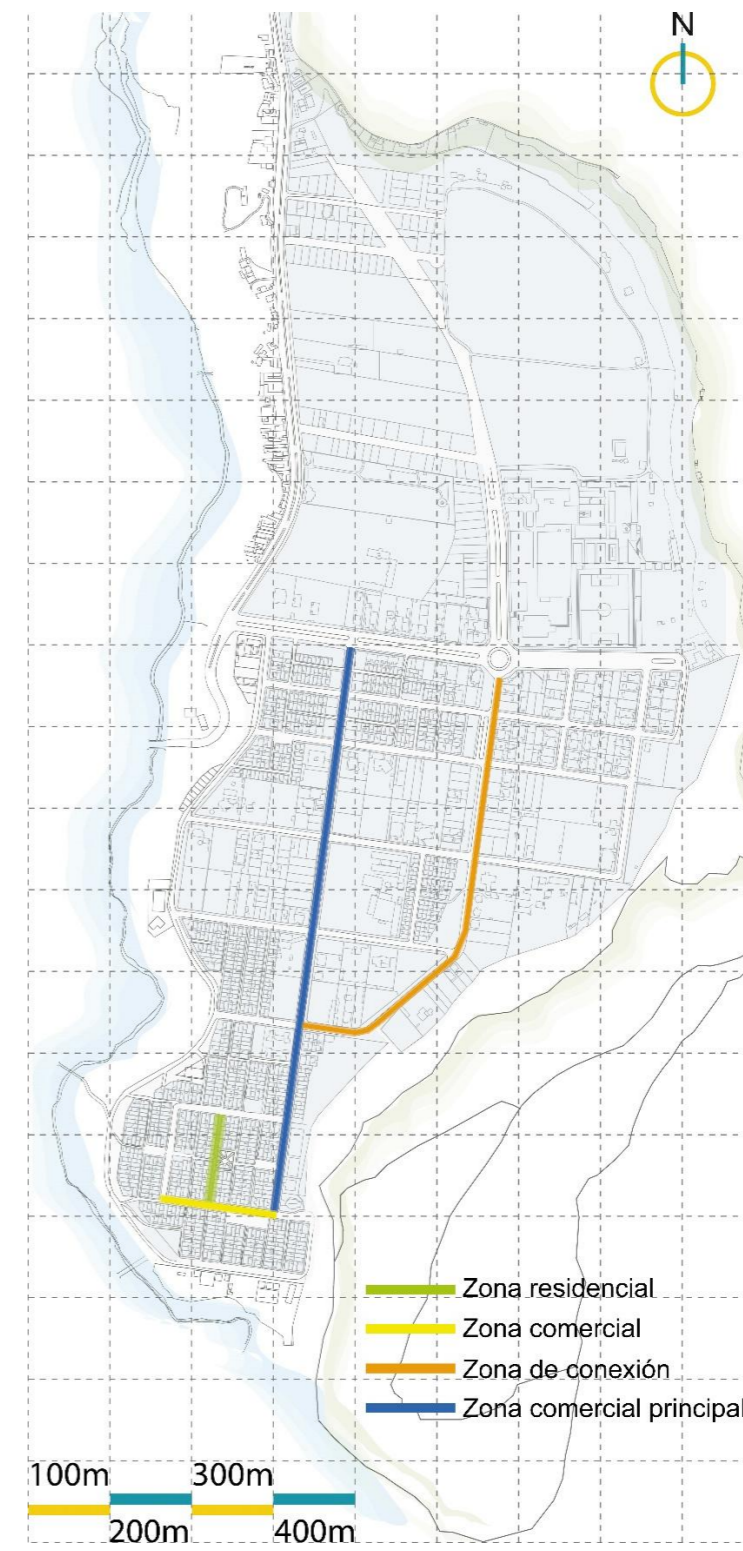 N
Zona residencial
Zona comercial
Zona de conexión
Zona comercial principal
100m
300m
200m
400m